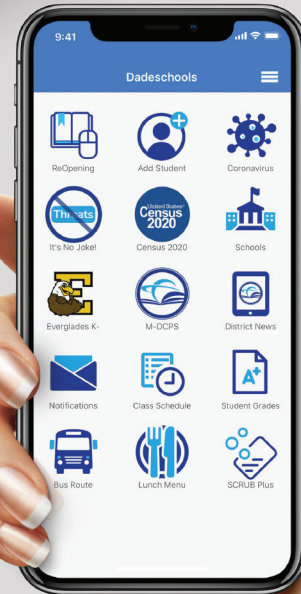 9:41
Dadeschools
ReOpening
Add Student
Coronavirus
Threats
It's No Joke!
United States®
Census
2020
Census 2020
Schools
E
Everglades K-
M-DCPS
District News
Notifications
Class Schedule
A+
Student Grades
Bus Route
Lunch Menu
SCRUB Plus